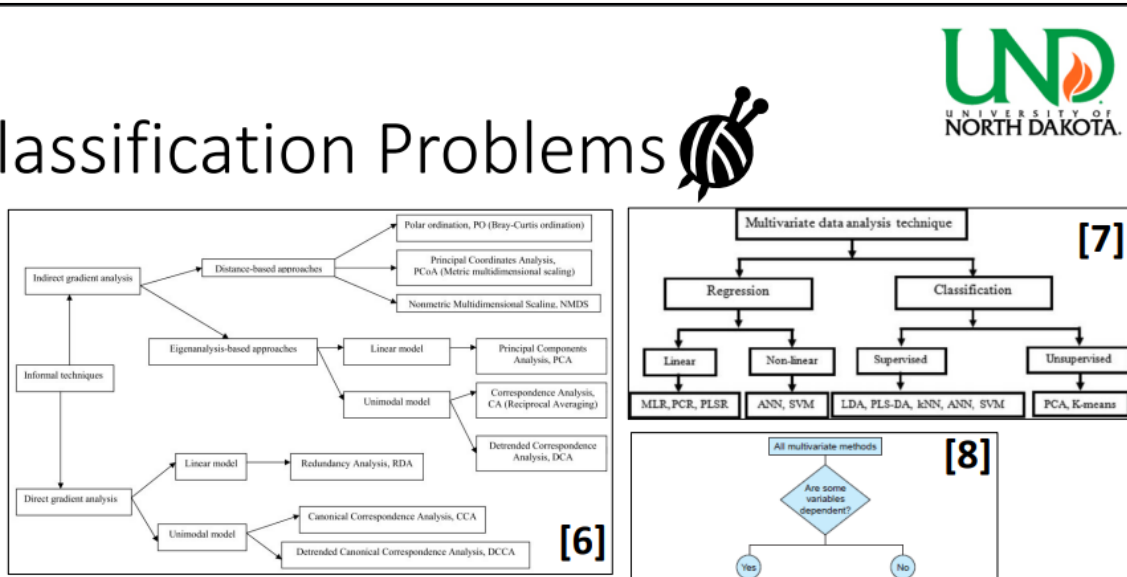 UND
UNIVERSITY OF
NORTH DAKOTA.
lassification Problems
Polar ordination, PO (Bray-Curtis ordination)
Principal Coordinates Analysis,
PCoA (Metric multidimensional scaling)
Nonmetric Multidimensional Scaling, NMDS
Distance-based approaches
Indirect gradient analysis
Eigenanalysis-based approaches
Linear model
Principal Components
Analysis, PCA
Informal techniques
Unimodal model
Correspondence Analysis,
CA (Reciprocal Averaging)
Detrended Correspondence
Analysis, DCA
Linear model
Redundancy Analysis, RDA
Direct gradient analysis
Unimodal model
Canonical Correspondence Analysis, CCA
Detrended Canonical Correspondence Analysis, DCCA
[6]
Multivariate data analysis technique
[7]
Regression
Classification
Linear
Non-linear
Supervised
Unsupervised
MLR, PCR, PLSR
ANN, SVM
LDA, PLS-DA, kNN, ANN, SVM
PCA, K-means
All multivariate methods
[8]
Are some
variables
dependent?
Yes
No